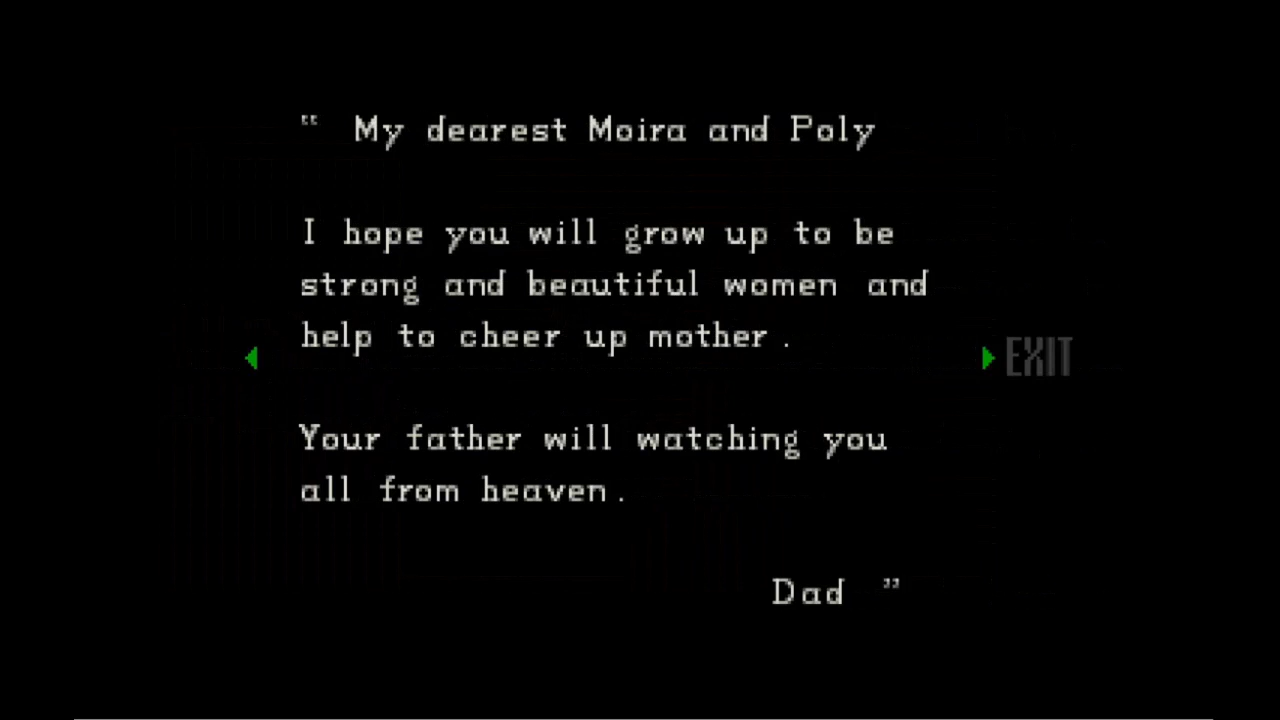 “ My dearest Moira and Poly
I hope you will grow up to be
strong and beautiful women and
help to cheer up mother .
EXIT
Your father will watching you
all from heaven .
Dad ”